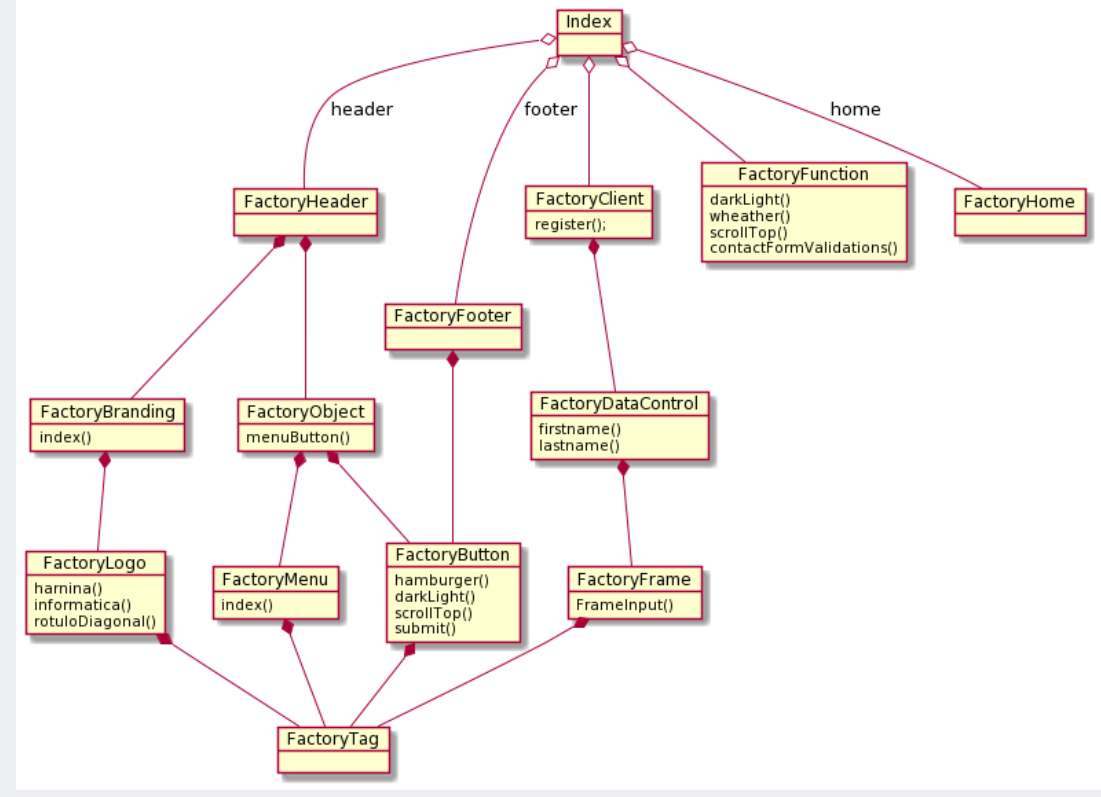 Index
header
footer
home
FactoryHeader
FactoryClient
register();
FactoryFunction
darkLight()
wheather()
scrollTop()
contactFormValidations()
FactoryHome
FactoryFooter
FactoryBranding
index()
FactoryObject
menuButton()
FactoryDataControl
firstname()
lastname()
FactoryLogo
harnina()
informatica()
rotuloDiagonal()
FactoryMenu
index()
FactoryButton
hamburger()
darkLight()
scrollTop()
submit()
FactoryFrame
FrameInput()
FactoryTag